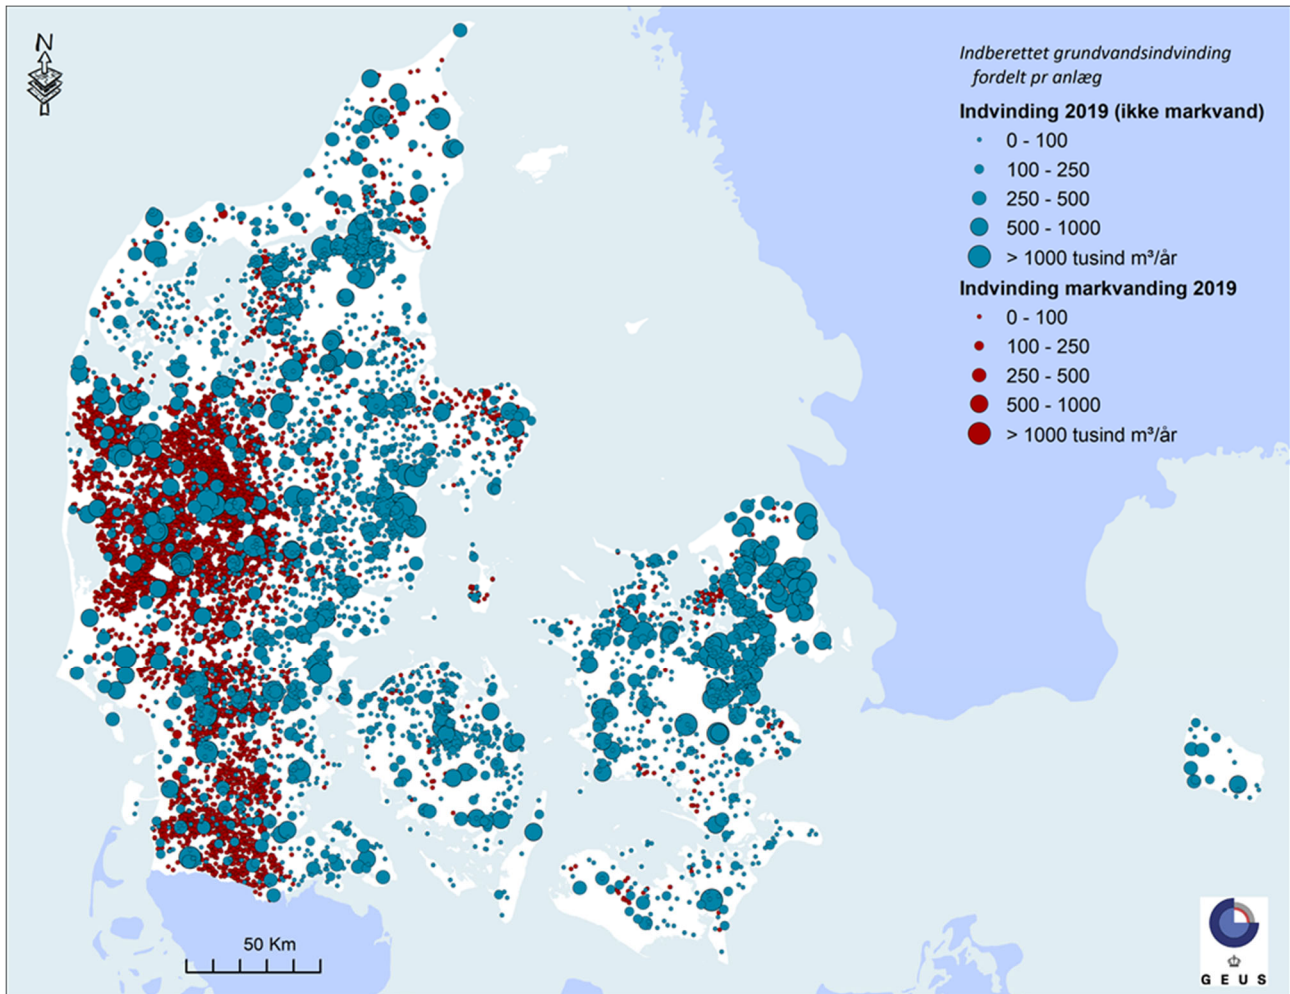 N
Indberettet grundvandsindvinding
fordelt pr anlæg
Indvinding 2019 (ikke markvand)
0 - 100
100 - 250
250 - 500
500 - 1000
> 1000 tusind m³/år
Indvinding markvanding 2019
0 - 100
100 - 250
250 - 500
500 - 1000
> 1000 tusind m³/år
50 Km
G E U S